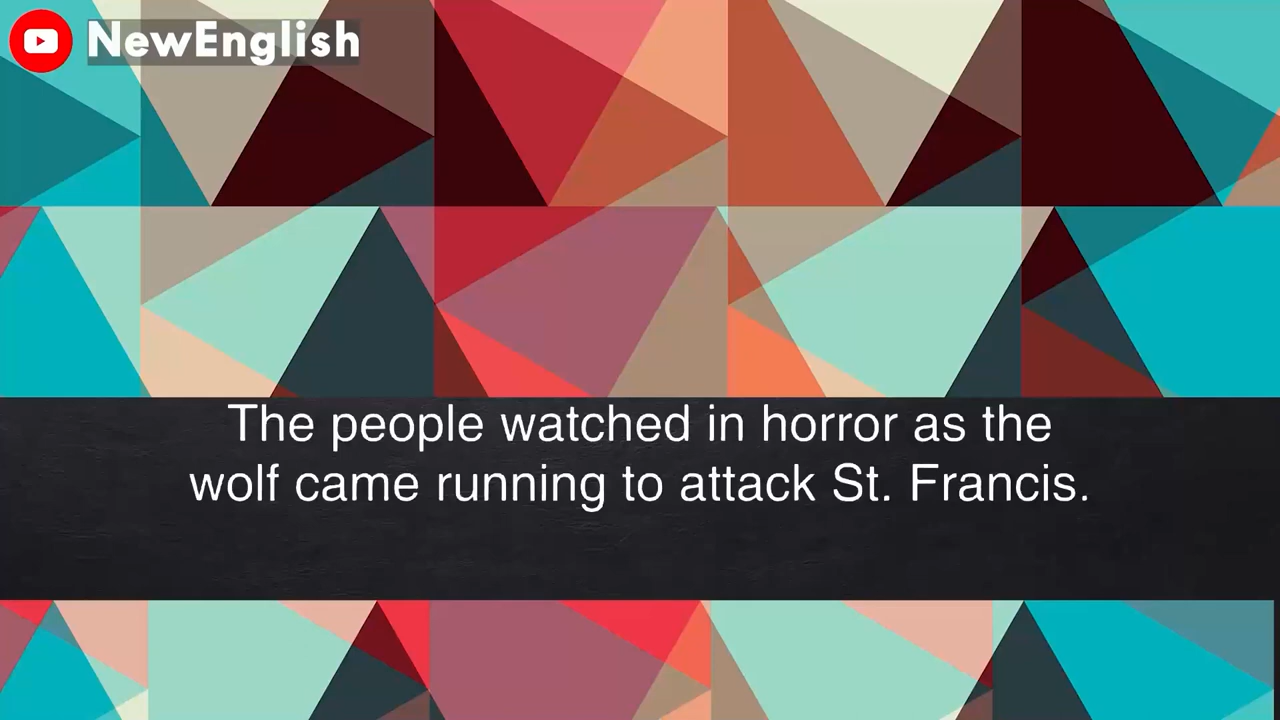 NewEnglish
The people watched in horror as the
wolf came running to attack St. Francis.